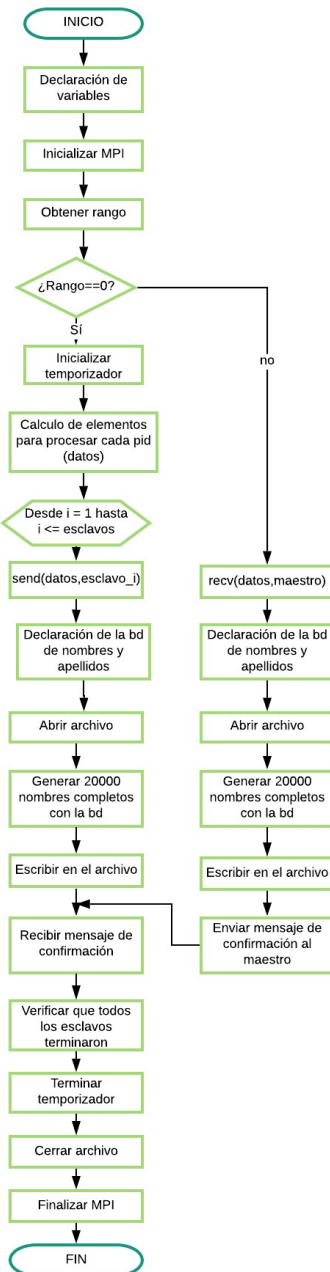 INICIO
Declaración de
variables
Inicializar MPI
Obtener rango
¿Rango==0?
Sí
no
Inicializar
temporizador
Calculo de elementos
para procesar cada pid
(datos)
Desde i = 1 hasta
i <= esclavos
send(datos,esclavo_i)
Declaración de la bd
de nombres y
apellidos
Abrir archivo
Generar 20000
nombres completos
con la bd
Escribir en el archivo
recv(datos,maestro)
Declaración de la bd
de nombres y
apellidos
Abrir archivo
Generar 20000
nombres completos
con la bd
Escribir en el archivo
Enviar mensaje de
confirmación al
maestro
Recibir mensaje de
confirmación
Verificar que todos
los esclavos
terminaron
Terminar
temporizador
Cerrar archivo
Finalizar MPI
FIN